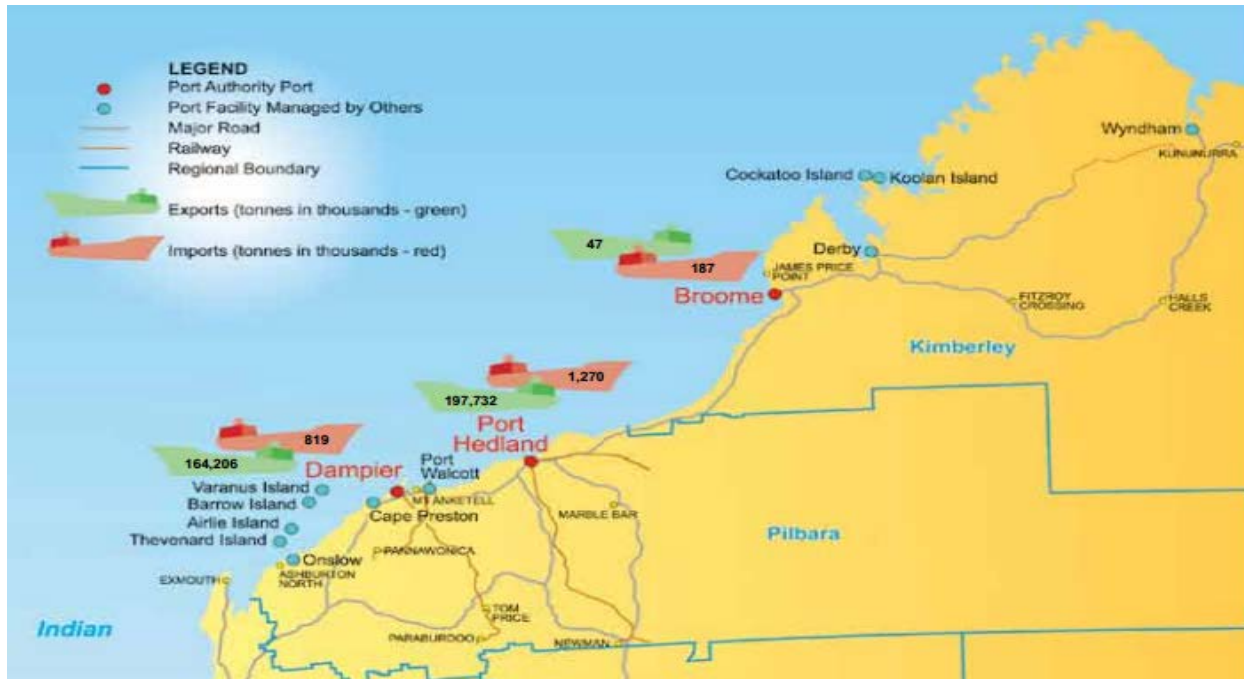 LEGEND
Port Authority Port
Port Facility Managed by Others
Major Road
Railway
Regional Boundary
Exports (tonnes in thousands - green)
Imports (tonnes in thousands - red)
Wyndham
KUNUNURRA
Cockatoo Island
Koolan Island
47
187
Derby
JAMES PRICE
POINT
Broome
FITZROY
CROSSING
HALLS
CREEK
Kimberley
1,270
197,732
Port
Hedland
819
164,206
Dampier
Port
Walcott
Varanus Island
MT ANKETELL
Barrow Island
Cape Preston
MARBLE BAR
Airlie Island
Thevenard Island
Pilbara
PANNAWONICA
Onslow
ASHBURTON
NORTH
EXMOUTH
TOM
PRICE
Indian
PARABURDOO
NEWMAN